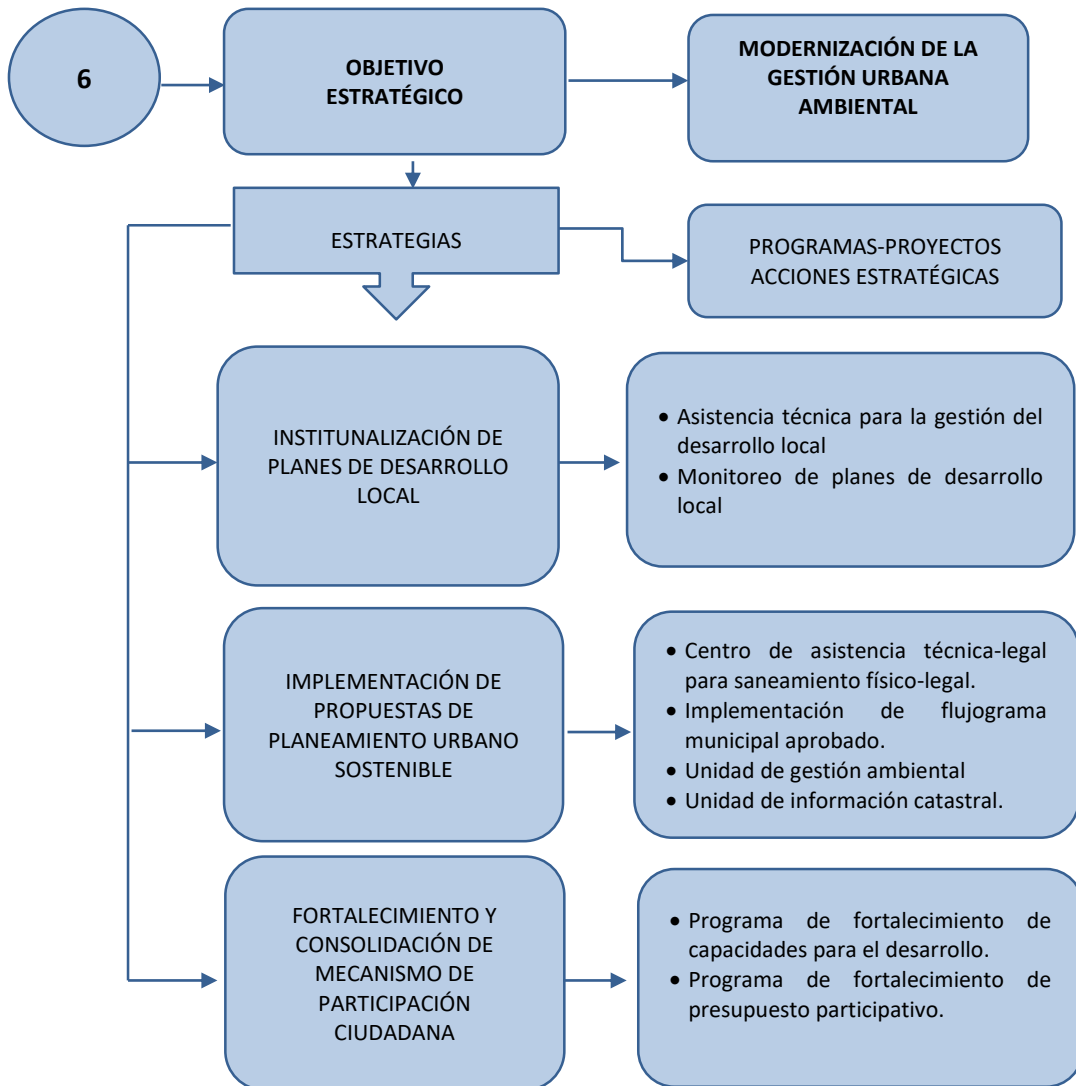 6
OBJETIVO
ESTRATÉGICO
MODERNIZACIÓN DE LA
GESTIÓN URBANA
AMBIENTAL
ESTRATEGIAS
PROGRAMAS-PROYECTOS
ACCIONES ESTRATÉGICAS
INSTITUNALIZACIÓN DE
PLANES DE DESARROLLO
LOCAL
• Asistencia técnica para la gestión del
desarrollo local
• Monitoreo de planes de desarrollo
local
IMPLEMENTACIÓN DE
PROPUESTAS DE
PLANEAMIENTO URBANO
SOSTENIBLE
• Centro de asistencia técnica-legal
para saneamiento físico-legal.
• Implementación de flujograma
municipal aprobado.
• Unidad de gestión ambiental
• Unidad de información catastral.
FORTALECIMIENTO Y
CONSOLIDACIÓN DE
MECANISMO DE
PARTICIPACIÓN
CIUDADANA
• Programa de fortalecimiento de
capacidades para el desarrollo.
• Programa de fortalecimiento de
presupuesto participativo.